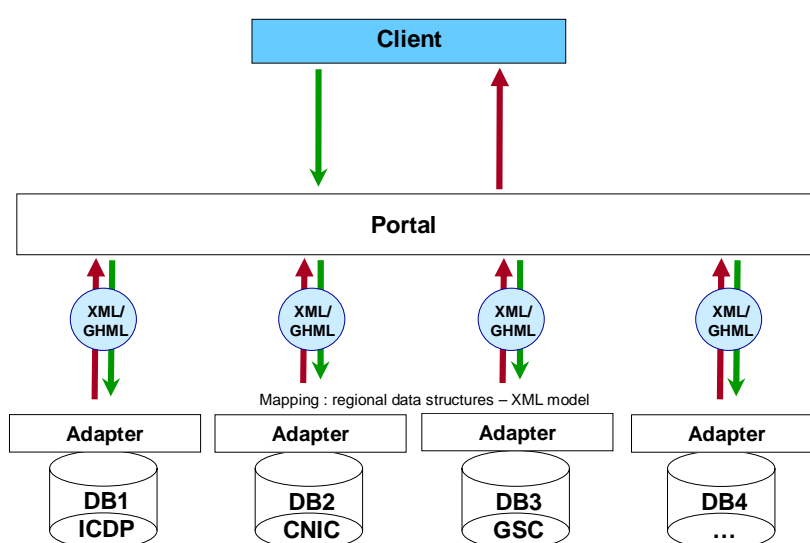 Client
Portal
XML/ XML/ XML/ XML/
GHML GHML GHML GHML
Mapping : regional data structures – XML model
Adapter Adapter Adapter Adapter
DB1 DB2 DB3 DB4
ICDP CNIC GSC ...